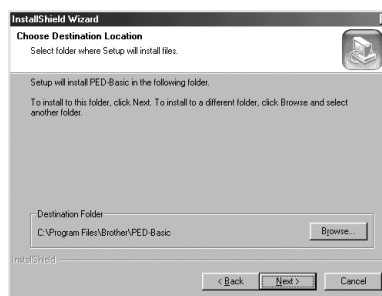 InstallShield Wizard
Choose Destination Location
Select folder where Setup will install files.
Setup will install PED-Basic in the following folder.
To install to this folder, click Next. To install to a different folder, click Browse and select
another folder.
Destination Folder
C:\Program Files\Brother\PED-Basic
Browse...
InstallShield
< Back
Next >
Cancel